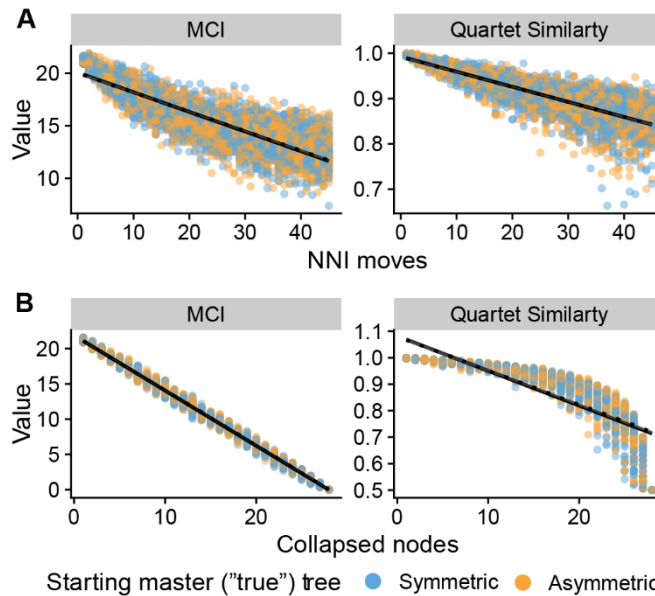 A
MCI
Quartet Similarty
Value
20
15
10
1.0
0.9
0.8
0.7
0 10 20 30 40
0 10 20 30 40
NNI moves
B
MCI
Quartet Similarty
Value
20
15
10
5
0
1.1
1.0
0.9
0.8
0.7
0.6
0.5
0 10 20
0 10 20
Collapsed nodes
Starting master ("true") tree Symmetric Asymmetric